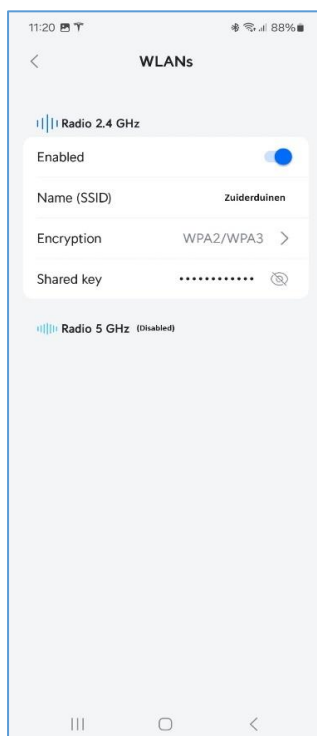 11:20 88%
WLANs
Radio 2.4 GHz
Enabled
Name (SSID) Zuiderduinen
Encryption WPA2/WPA3
Shared key ••••••••••••
Radio 5 GHz (Disabled)